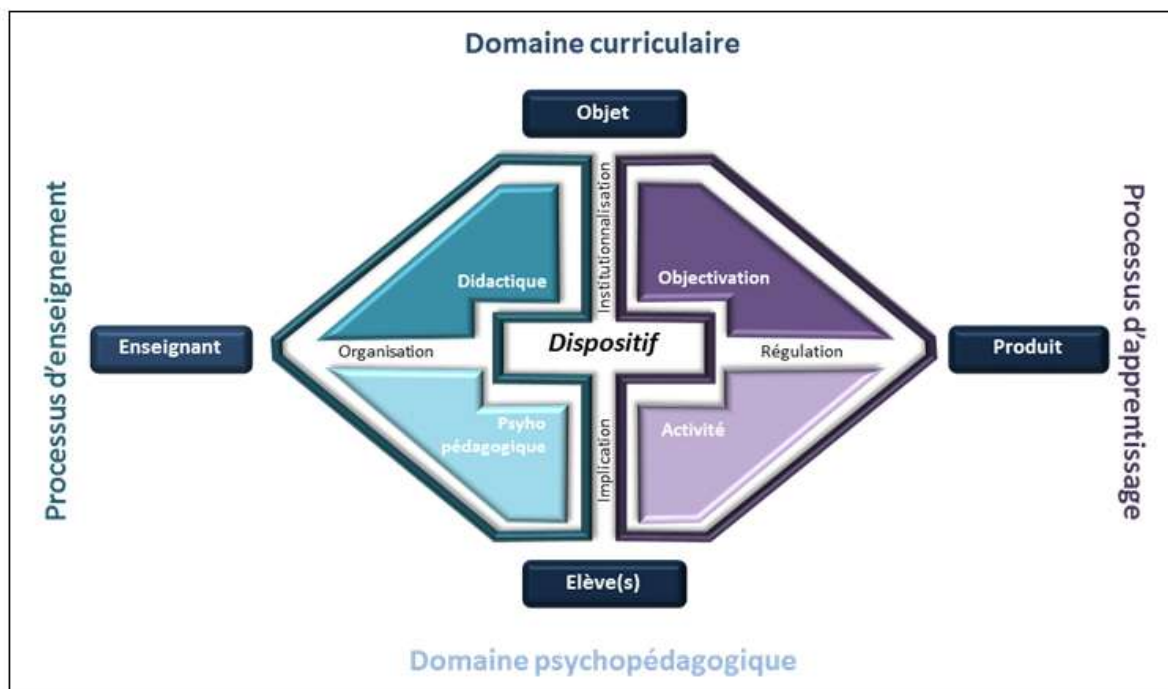 Domaine curriculaire
Objet
Processus d'enseignement
Processus d'apprentissage
Institutionnalisation
Didactique
Objectivation
Enseignant
Organisation
Dispositif
Régulation
Produit
Psyho
pédagogique
Activité
Implication
Elève(s)
Domaine psychopédagogique